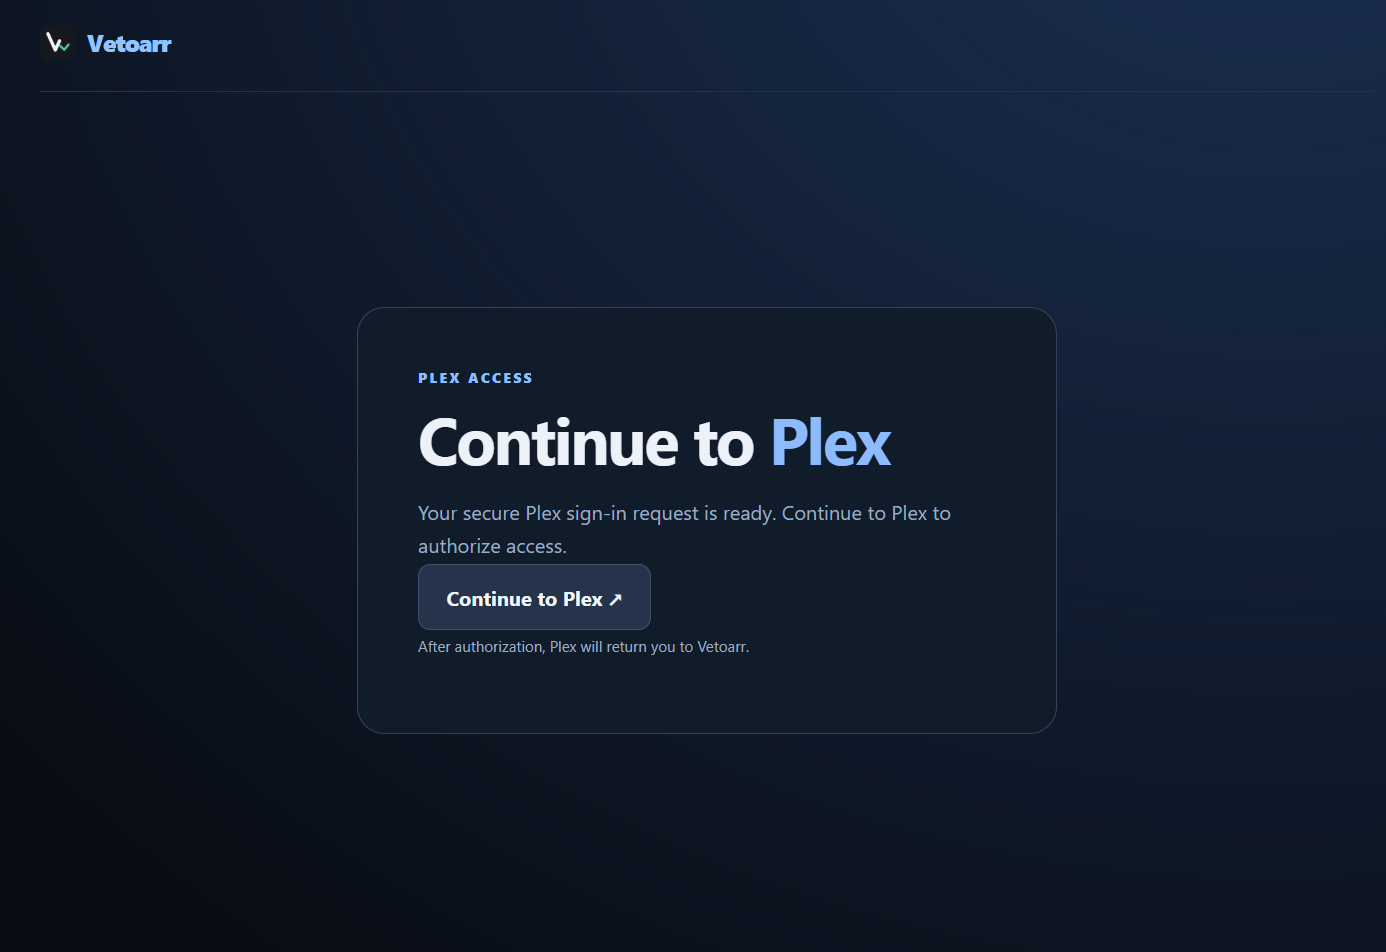 Vetoarr
PLEX ACCESS
Continue to Plex
Your secure Plex sign-in request is ready. Continue to Plex to
authorize access.
Continue to Plex ↗
After authorization, Plex will return you to Vetoarr.